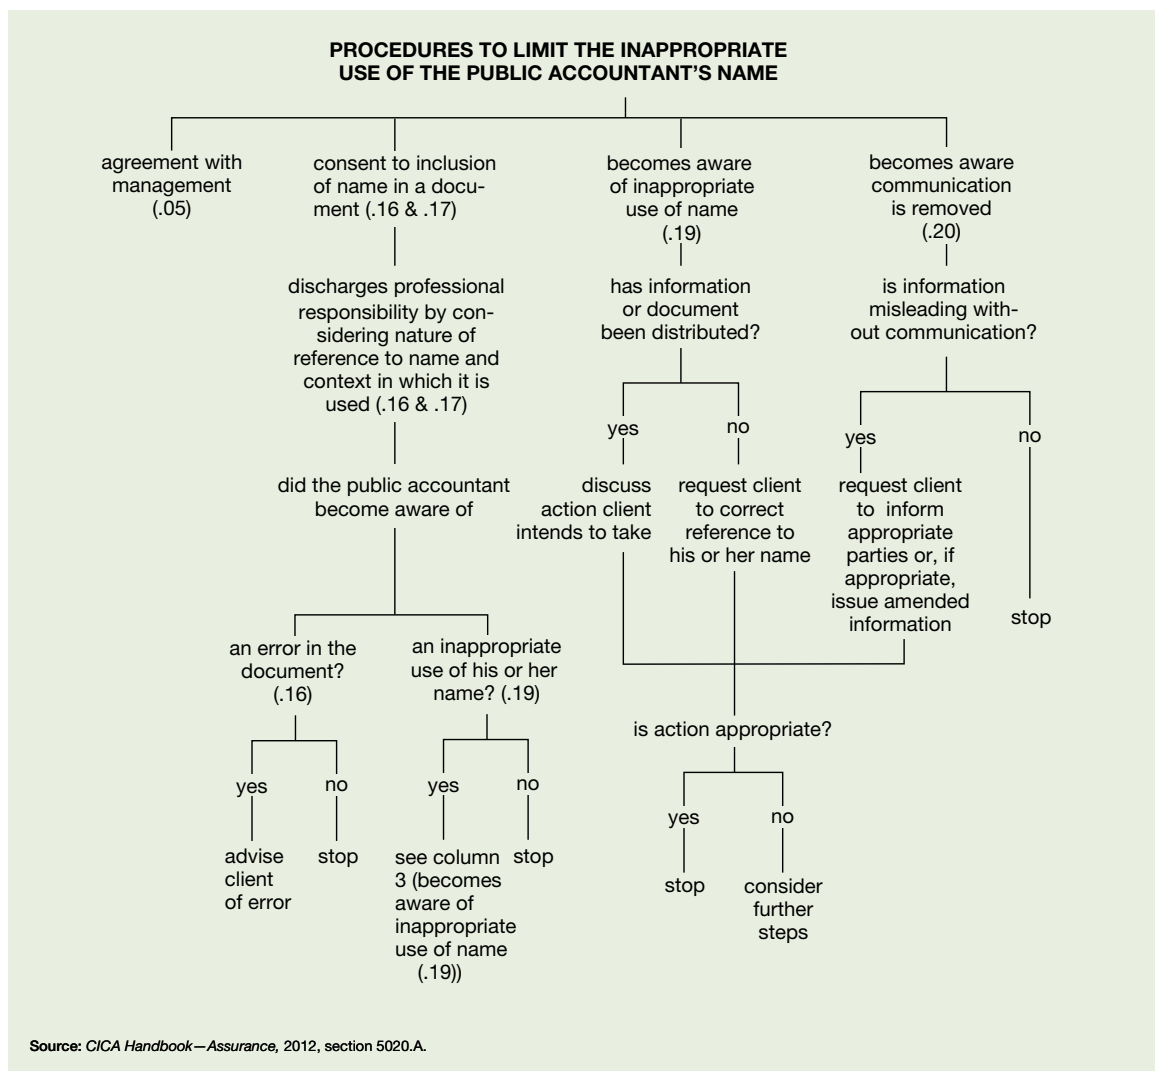 PROCEDURES TO LIMIT THE INAPPROPRIATE
USE OF THE PUBLIC ACCOUNTANT'S NAME
agreement with
management
(.05)
consent to inclusion
of name in a docu-
ment (.16 & .17)
discharges professional
responsibility by con-
sidering nature of
reference to name and
context in which it is
used (.16 & .17)
did the public accountant
become aware of
an error in the
document?
(.16)
yes
advise
client
of error
no
stop
an inappropriate
use of his or her
name? (.19)
yes
see column
3 (becomes
aware of
inappropriate
use of name
(.19))
no
stop
becomes aware
of inappropriate
use of name
(.19)
has information
or document
been distributed?
yes
discuss
action client
intends to take
no
request client
to correct
reference to
his or her name
becomes aware
communication
is removed
(.20)
is information
misleading with-
out communication?
yes
request client
to inform
appropriate
parties or, if
appropriate,
issue amended
information
no
stop
is action appropriate?
yes
stop
no
consider
further
steps
Source: CICA Handbook—Assurance, 2012, section 5020.A.